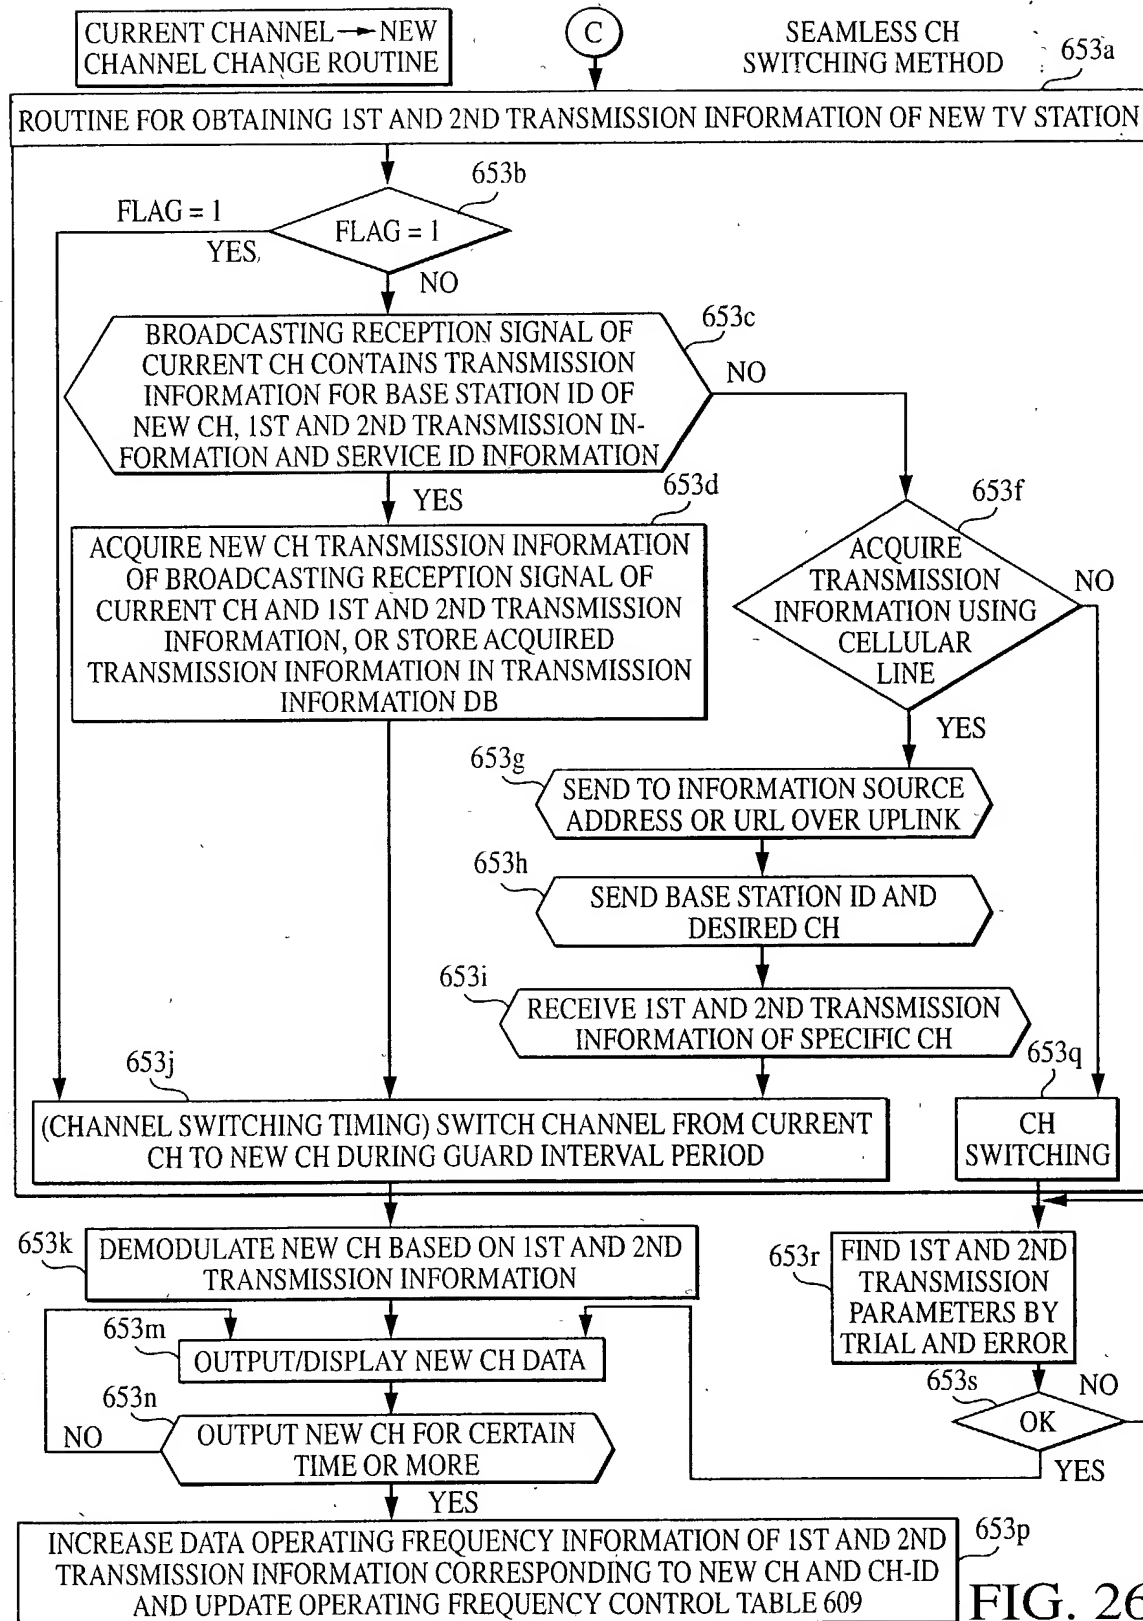 CURRENT CHANNEL → NEW
CHANNEL CHANGE ROUTINE
C
SEAMLESS CH
SWITCHING METHOD
653a
ROUTINE FOR OBTAINING 1ST AND 2ND TRANSMISSION INFORMATION OF NEW TV STATION
653b
FLAG = 1
YES
FLAG = 1
NO
653c
BROADCASTING RECEPTION SIGNAL OF
CURRENT CH CONTAINS TRANSMISSION
INFORMATION FOR BASE STATION ID OF
NEW CH, 1ST AND 2ND TRANSMISSION IN-
FORMATION AND SERVICE ID INFORMATION
NO
YES
653d
ACQUIRE NEW CH TRANSMISSION INFORMATION
OF BROADCASTING RECEPTION SIGNAL OF
CURRENT CH AND 1ST AND 2ND TRANSMISSION
INFORMATION, OR STORE ACQUIRED
TRANSMISSION INFORMATION IN TRANSMISSION
INFORMATION DB
653f
ACQUIRE
TRANSMISSION
INFORMATION USING
CELLULAR
LINE
NO
YES
653g
SEND TO INFORMATION SOURCE
ADDRESS OR URL OVER UPLINK
653h
SEND BASE STATION ID AND
DESIRED CH
653i
RECEIVE 1ST AND 2ND TRANSMISSION
INFORMATION OF SPECIFIC CH
653j
(CHANNEL SWITCHING TIMING) SWITCH CHANNEL FROM CURRENT
CH TO NEW CH DURING GUARD INTERVAL PERIOD
653q
CH
SWITCHING
653k
DEMODULATE NEW CH BASED ON 1ST AND 2ND
TRANSMISSION INFORMATION
653r
FIND 1ST AND 2ND
TRANSMISSION
PARAMETERS BY
TRIAL AND ERROR
653m
OUTPUT/DISPLAY NEW CH DATA
653s
OK
NO
YES
653n
OUTPUT NEW CH FOR CERTAIN
TIME OR MORE
NO
YES
653p
INCREASE DATA OPERATING FREQUENCY INFORMATION OF 1ST AND 2ND
TRANSMISSION INFORMATION CORRESPONDING TO NEW CH AND CH-ID
AND UPDATE OPERATING FREQUENCY CONTROL TABLE 609
FIG. 26